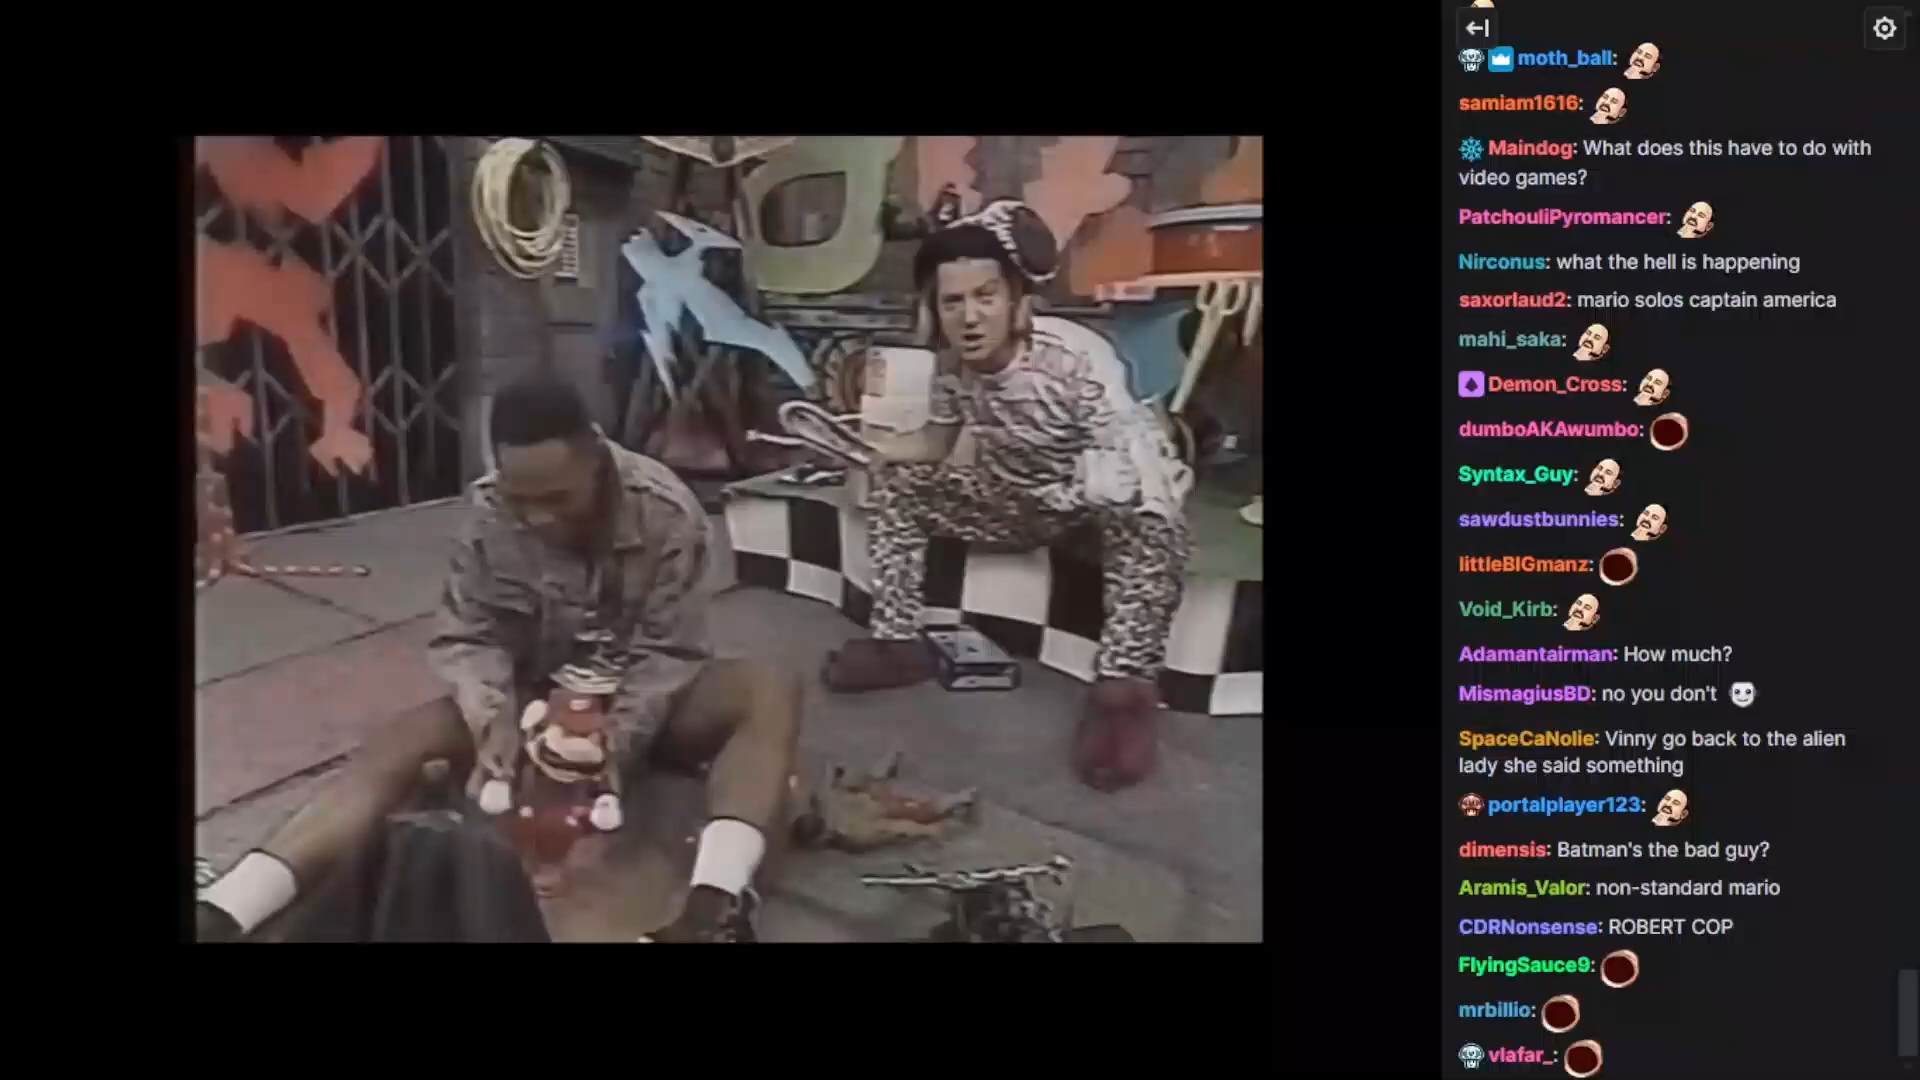 moth_ball:
samiam1616:
Maindog: What does this have to do with
video games?
PatchouliPyromancer:
Nirconus: what the hell is happening
saxorlaud2: mario solos captain america
mahi_saka:
Demon_Cross:
dumboAKAwumbo:
Syntax_Guy:
sawdustbunnies:
littleBIGmanz:
Void_Kirb:
Adamantairman: How much?
MismagiusBD: no you don't
SpaceCaNolie: Vinny go back to the alien
lady she said something
portalplayer123:
dimensis: Batman's the bad guy?
Aramis_Valor: non-standard mario
CDRNonsense: ROBERT COP
FlyingSauce9:
mrbillio:
vlafar_: